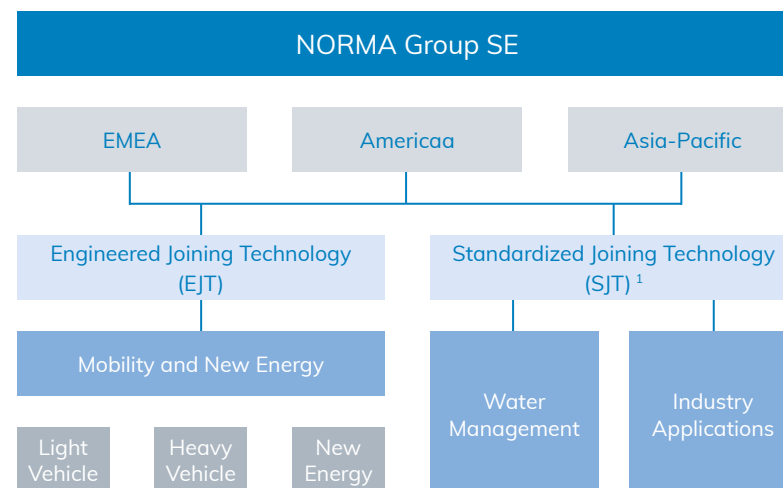 NORMA Group SE
EMEA
Americaa
Asia-Pacific
Engineered Joining Technology
(EJT)
Standardized Joining Technology
(SJT) 1
Mobility and New Energy
Water
Management
Industry
Applications
Light
Vehicle
Heavy
Vehicle
New
Energy